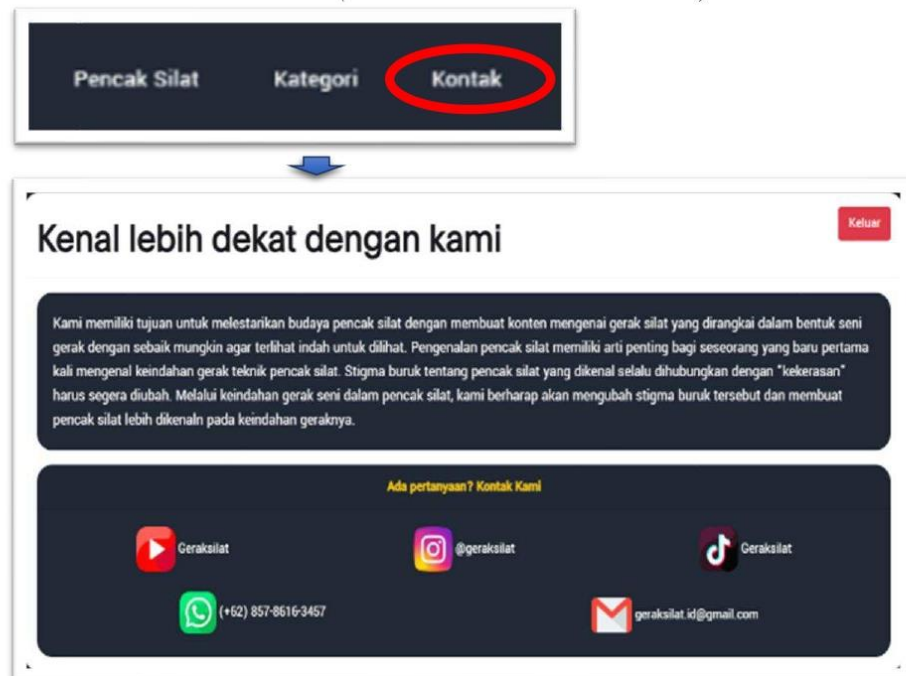 Pencak Silat Kategori Kontak
Kenal lebih dekat dengan kami
Keluar
Kami memiliki tujuan untuk melestarikan budaya pencak silat dengan membuat konten mengenai gerak silat yang dirangkai dalam bentuk seni
gerak dengan sebaik mungkin agar terlihat indah untuk dilihat. Pengenalan pencak silat memiliki arti penting bagi seseorang yang baru pertama
kali mengenal keindahan gerak teknik pencak silat. Stigma buruk tentang pencak silat yang dikenal selalu dihubungkan dengan "kekerasan"
harus segera diubah. Melalui keindahan gerak seni dalam pencak silat, kami berharap akan mengubah stigma buruk tersebut dan membuat
pencak silat lebih dikenaln pada keindahan geraknya.
Ada pertanyaan? Kontak Kami
Geraksilat
@geraksilat
Geraksilat
(+62) 857-8616-3457
geraksilat.id@gmail.com